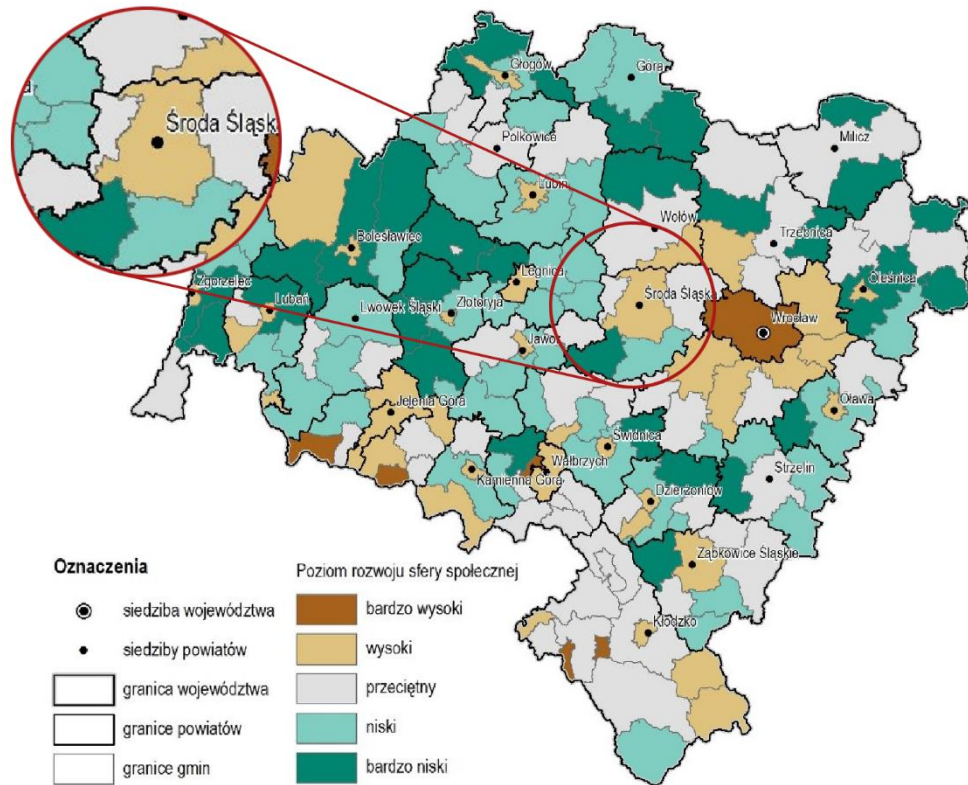 Środa Śląsk
Głogów
Góra
Polkowice
Milicz
Lubin
Wołów
Trzebnica
Bolesławiec
Legnica
Oleśnica
Zgorzelec
Lubań
Lwówek Śląski
Złotoryja
Środa Śląsk
Wrocław
Jawor
Jelenia Góra
Oława
Świdnica
Wałbrzych
Kamienna Góra
Strzelin
Dzierżoniów
Ząbkowice Śląskie
Kłodzko
Oznaczenia
siedziba województwa
siedziby powiatów
granica województwa
granice powiatów
granice gmin
Poziom rozwoju sfery społecznej
bardzo wysoki
wysoki
przeciętny
niski
bardzo niski